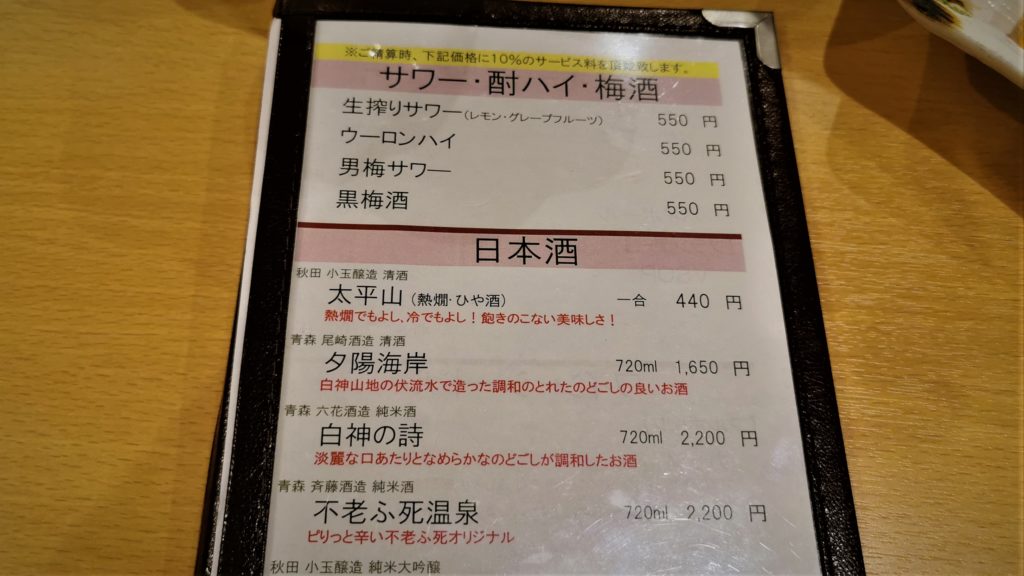 ※ご精算時、下記価格に10%のサービス料を頂戴致します。
サワー・酎ハイ・梅酒
生搾りサワー(レモン・グレープフルーツ) 550 円
ウーロンハイ 550 円
男梅サワー 550 円
黒梅酒 550 円
日本酒
秋田 小玉醸造 清酒
太平山(熱燗・ひや酒) 一合 440 円
熱燗でもよし、冷でもよし!飽きのこない美味しさ!
青森 尾崎酒造 清酒
夕陽海岸 720ml 1,650 円
白神山地の伏流水で造った調和のとれたのどごしの良いお酒
青森 六花酒造 純米酒
白神の詩 720ml 2,200 円
淡麗な口あたりとなめらかなのどごしが調和したお酒
青森 斉藤酒造 純米酒
不老ふ死温泉 720ml 2,200 円
ピりっと辛い不老ふ死オリジナル
秋田 小玉醸造 純米大吟醸